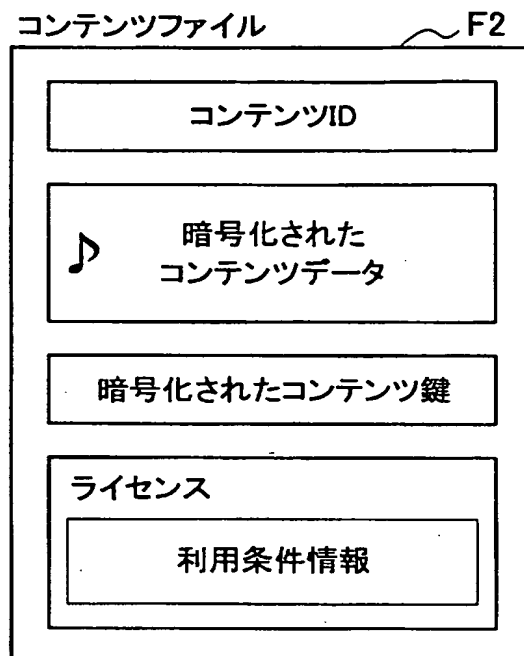 コンテンツファイル F2
コンテンツID
暗号化された
コンテンツデータ
暗号化されたコンテンツ鍵
ライセンス
利用条件情報